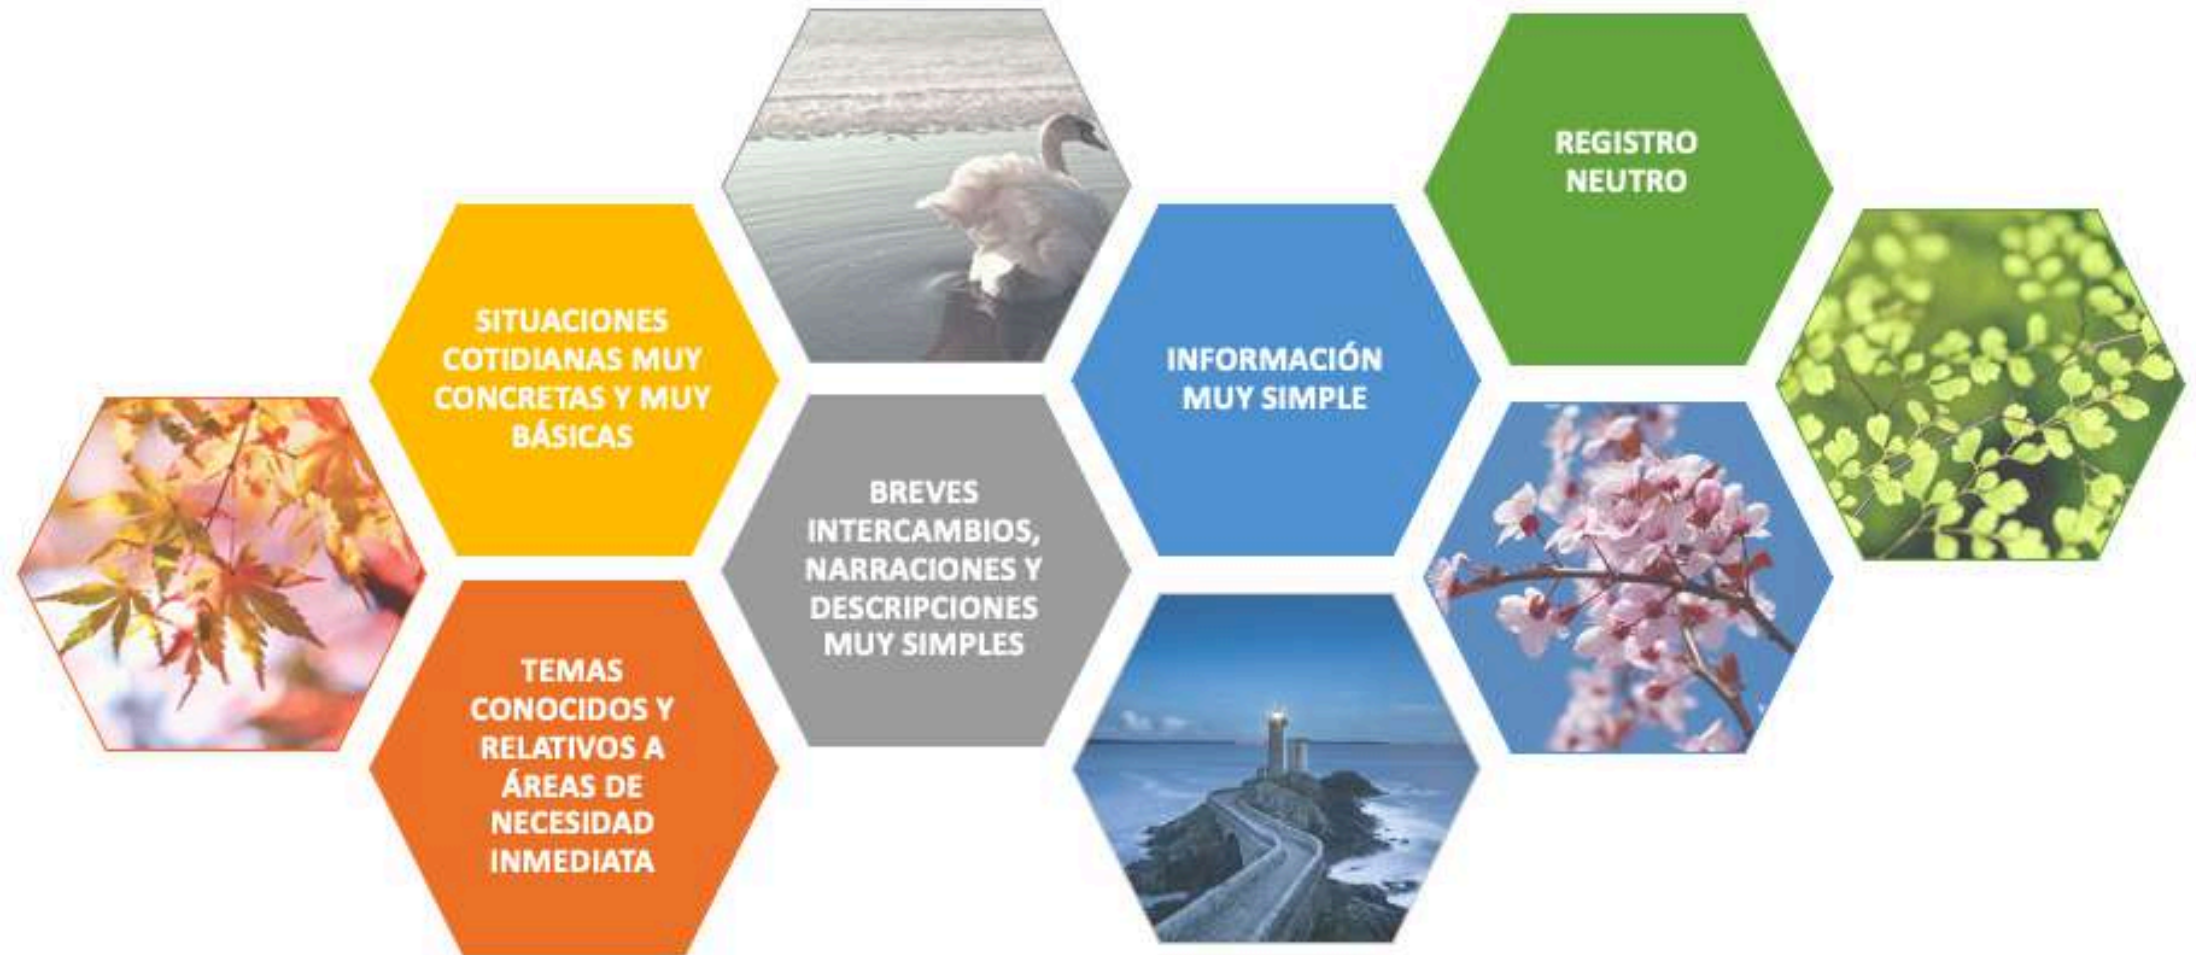 SITUACIONES
COTIDIANAS MUY
CONCRETAS Y MUY
BÁSICAS
TEMAS
CONOCIDOS Y
RELATIVOS A
ÁREAS DE
NECESIDAD
INMEDIATA
BREVES
INTERCAMBIOS,
NARRACIONES Y
DESCRIPCIONES
MUY SIMPLES
INFORMACIÓN
MUY SIMPLE
REGISTRO
NEUTRO